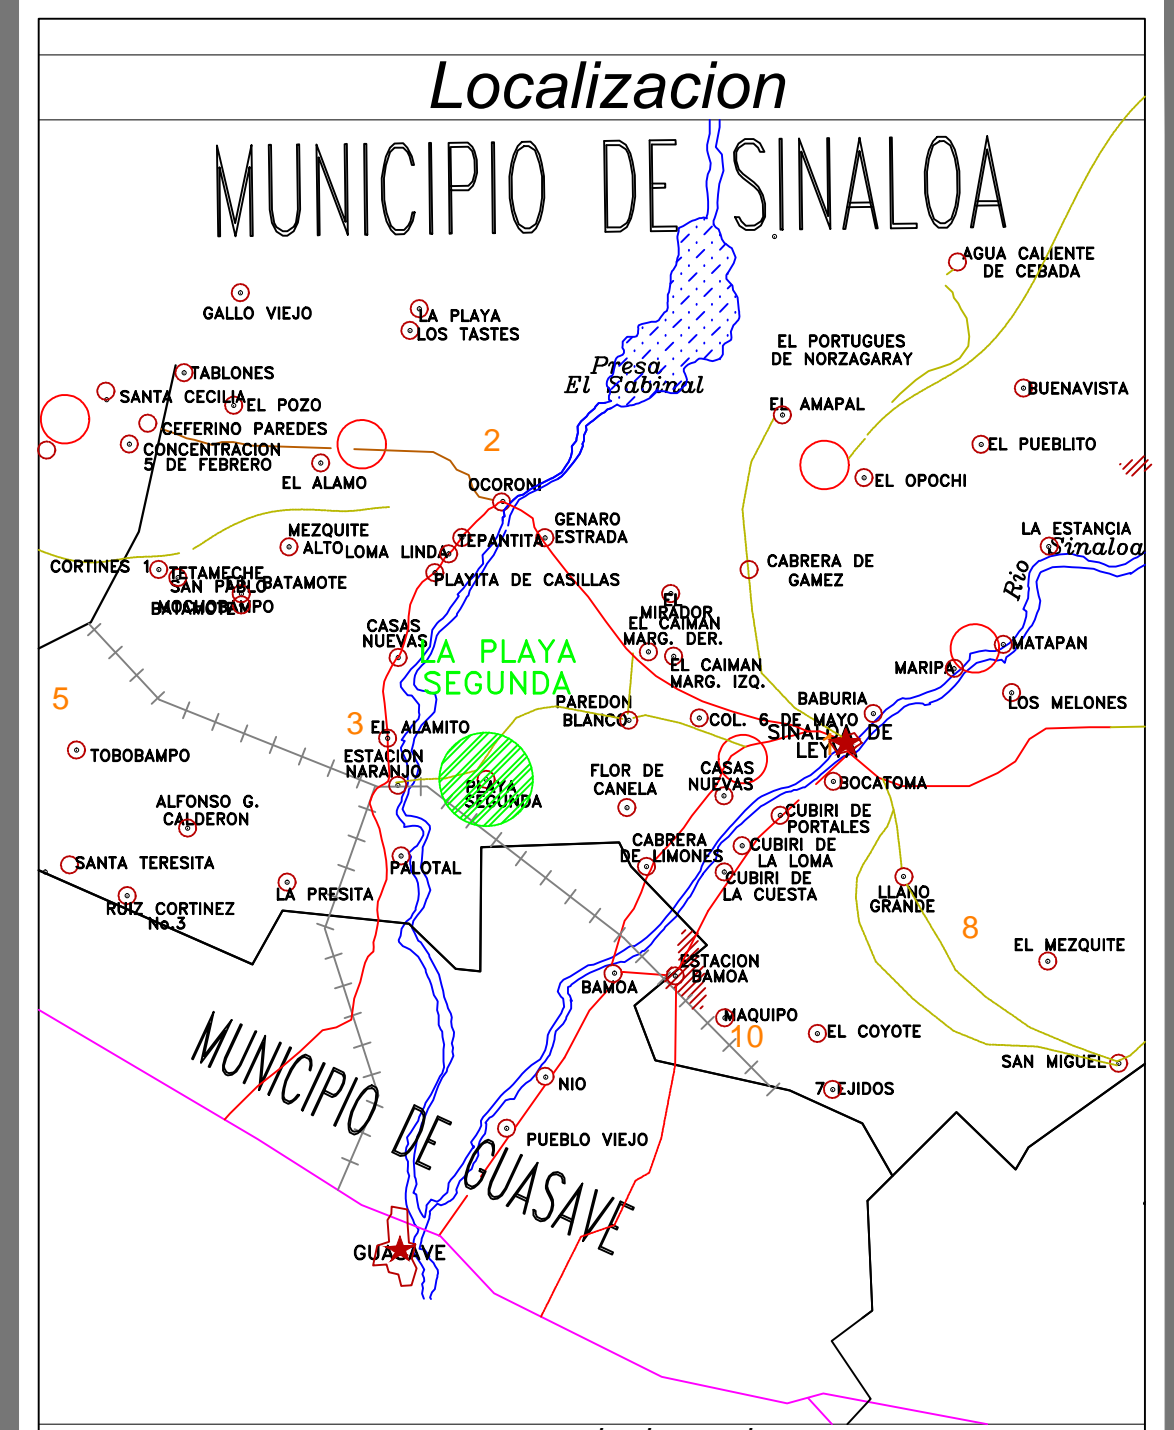 Localizacion
MUNICIPIO DE SINALOA
AGUA CALIENTE
DE CEBADA
GALLO VIEJO
LA PLAYA
LOS TASTES
EL PORTUGUES
DE NORZAGARAY
Presa
El Sabinal
TABLONES
SANTA CECILIA
EL POZO
BUENAVISTA
EL AMAPAL
CEFERINO PAREDES
2
CONCENTRACION
5 DE FEBRERO
EL PUEBLITO
EL ALAMO
OCORONI
EL OPOCHI
GENARO
ESTRADA
LA ESTANCIA
Sinaloa
Rio
MEZQUITE
ALTO
LOMA LINDA
TEPANTITA
CORTINES 1
TETAMECHE
SAN PABLO
BATAMOTE
BATAMOTE
MOCHOBAMPO
PLAYITA DE CASILLAS
CABRERA DE
GAMEZ
EL
MIRADOR
EL CAIMAN
MARG. DER.
CASAS
NUEVAS
LA PLAYA
SEGUNDA
EL CAIMAN
MARG. IZQ.
MATAPAN
MARIPA
5
PAREDON
BLANCO
BABURIA
LOS MELONES
3
EL ALAMITO
COL. 6 DE MAYO
SINALOA DE
LEYVA
TOBOBAMPO
ESTACION
NARANJO
PLAYA
SEGUNDA
FLOR DE
CANELA
CASAS
NUEVAS
BOCATOMA
ALFONSO G.
CALDERON
CUBIRI DE
PORTALES
CABRERA
DE LIMONES
CUBIRI DE
LA LOMA
SANTA TERESITA
PALOTAL
CUBIRI DE
LA CUESTA
LA PRESITA
LLANO
GRANDE
RUIZ CORTINEZ
No.3
8
EL MEZQUITE
ESTACION
BAMOA
BAMOA
MAQUIPO
10
EL COYOTE
SAN MIGUEL
NIO
7 EJIDOS
MUNICIPIO DE GUASAVE
PUEBLO VIEJO
GUASAVE